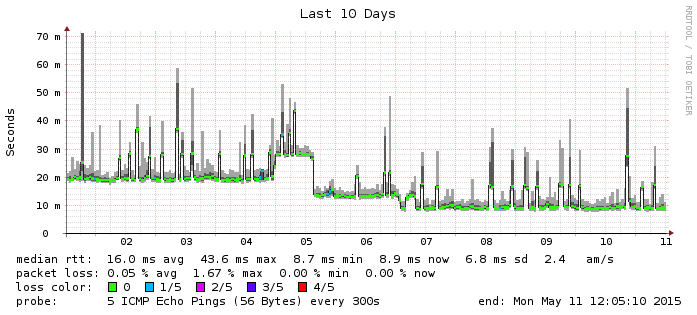 Last 10 Days
RRDTOOL / TOBI OETIKER
Seconds
70 m
60 m
50 m
40 m
30 m
20 m
10 m
0
02 03 04 05 06 07 08 09 10 11
median rtt: 16.0 ms avg 43.6 ms max 8.7 ms min 8.9 ms now 6.8 ms sd 2.4 am/s
packet loss: 0.05 % avg 1.67 % max 0.00 % min 0.00 % now
loss color: 0 1/5 2/5 3/5 4/5
probe: 5 ICMP Echo Pings (56 Bytes) every 300s end: Mon May 11 12:05:10 2015